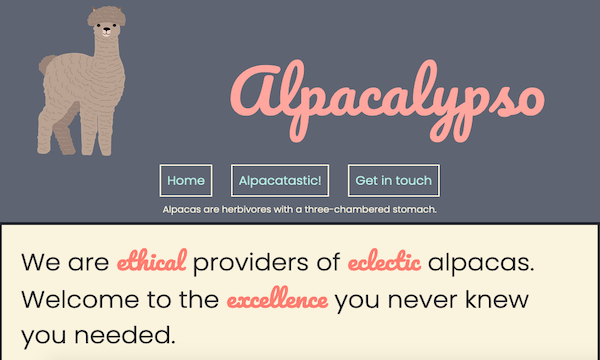 Alpacalypso
Home Alpacatastic! Get in touch
Alpacas are herbivores with a three-chambered stomach.
We are ethical providers of eclectic alpacas.
Welcome to the excellence you never knew
you needed.